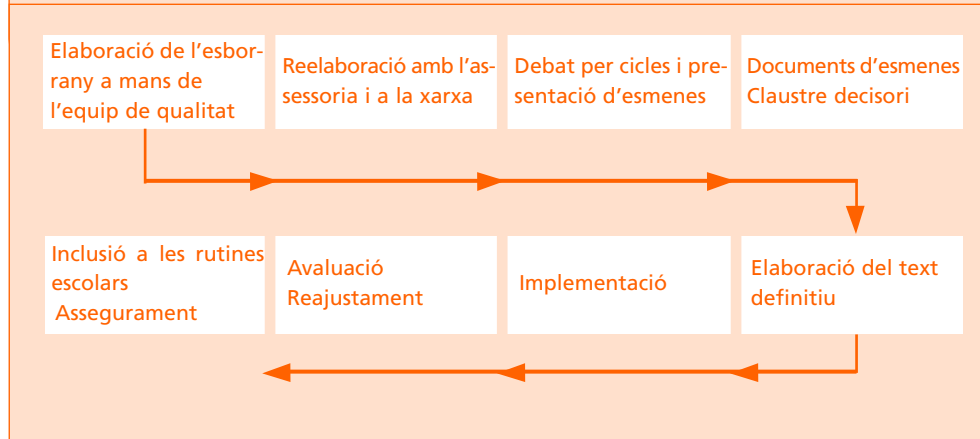 Elaboració de l'esbor-
rany a mans de
l'equip de qualitat
Reelaboració amb l'as-
sessoria i a la xarxa
Debat per cicles i pre-
sentació d'esmenes
Documents d'esmenes
Claustre decisori
Inclusió a les rutines
escolars
Assegurament
Avaluació
Reajustament
Implementació
Elaboració del text
definitiu